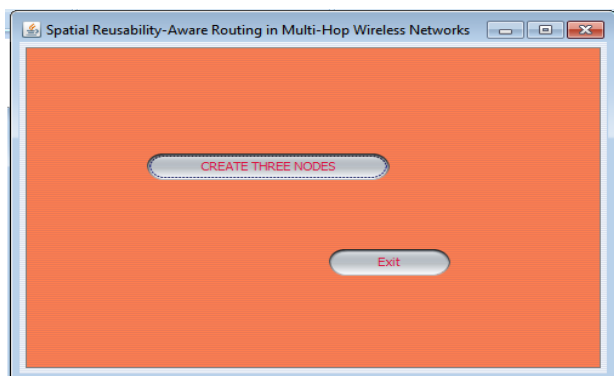 Spatial Reusability-Aware Routing in Multi-Hop Wireless Networks
CREATE THREE NODES
Exit